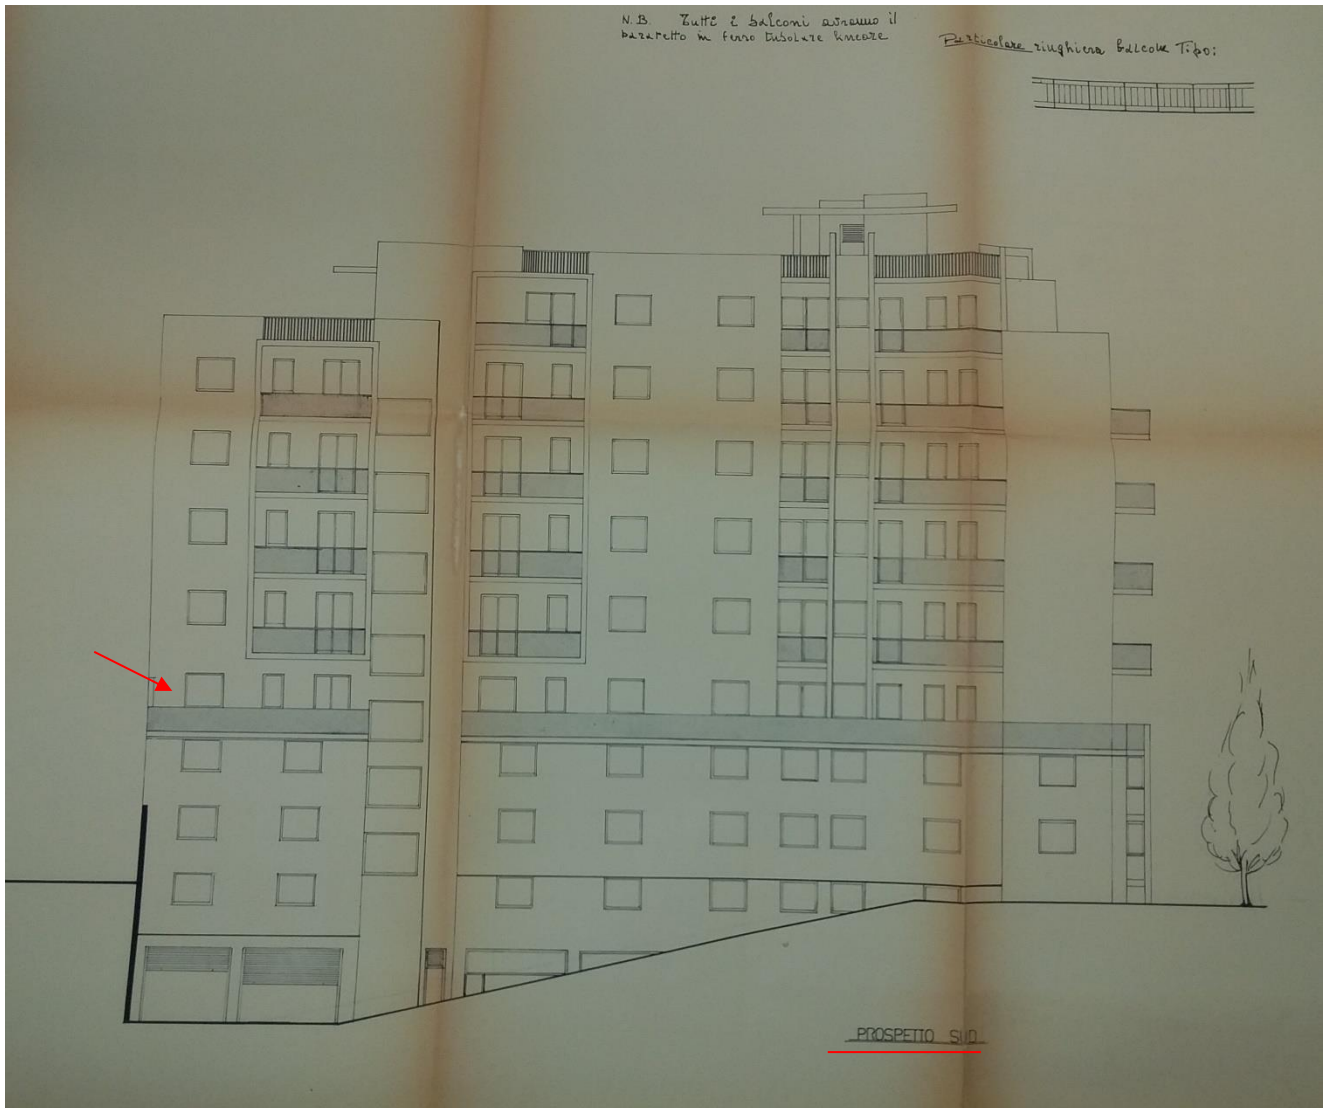 N.B. Tutti i balconi avranno il
parapetto in ferro tubolare lineare
Particolare ringhiera balcone Tipo:
PROSPETTO SUD